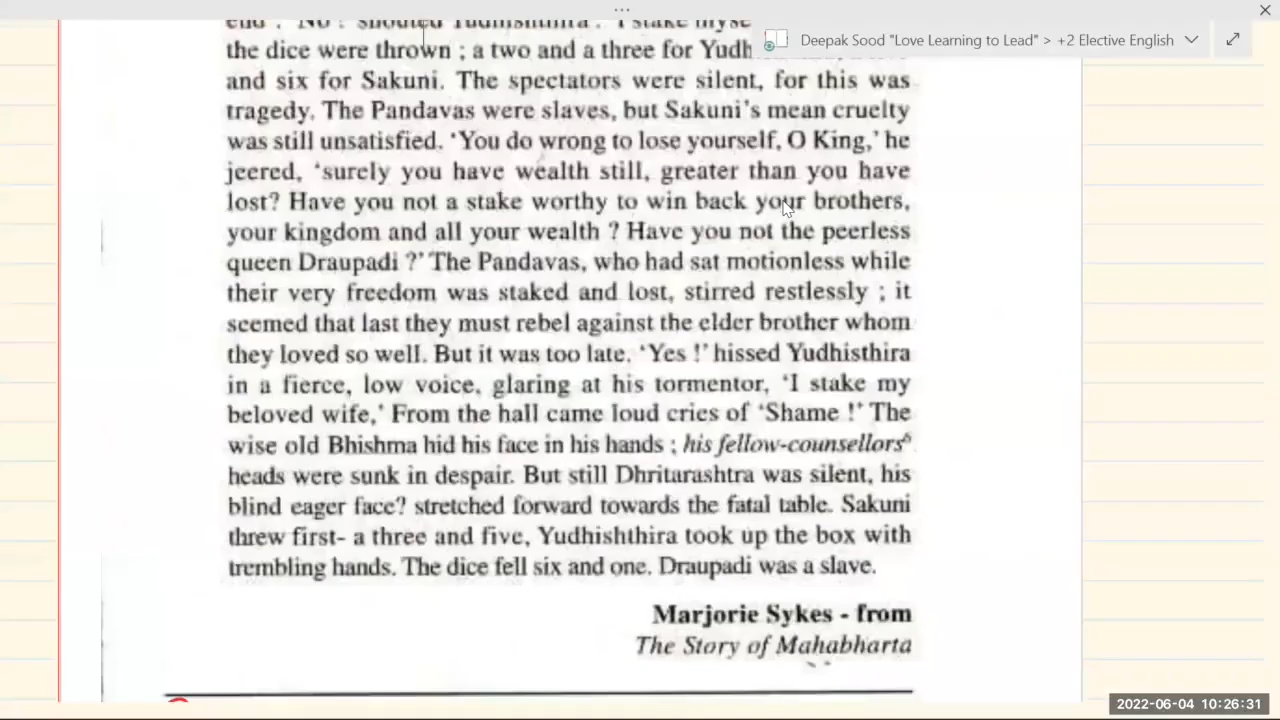 the dice were thrown ; a two and a three for Yudh
Deepak Sood "Love Learning to Lead" > +2 Elective English
and six for Sakuni. The spectators were silent, for this was
tragedy. The Pandavas were slaves, but Sakuni's mean cruelty
was still unsatisfied. 'You do wrong to lose yourself, O King,' he
jeered, 'surely you have wealth still, greater than you have
lost? Have you not a stake worthy to win back your brothers,
your kingdom and all your wealth ? Have you not the peerless
queen Draupadi ?' The Pandavas, who had sat motionless while
their very freedom was staked and lost, stirred restlessly ; it
seemed that last they must rebel against the elder brother whom
they loved so well. But it was too late. 'Yes !' hissed Yudhisthira
in a fierce, low voice, glaring at his tormentor, 'I stake my
beloved wife,' From the hall came loud cries of 'Shame !' The
wise old Bhishma hid his face in his hands ; his fellow-counsellors
heads were sunk in despair. But still Dhritarashtra was silent, his
blind eager face? stretched forward towards the fatal table. Sakuni
threw first- a three and five, Yudhishthira took up the box with
trembling hands. The dice fell six and one. Draupadi was a slave.
Marjorie Sykes - from
The Story of Mahabharta
2022-06-04 10:26:31